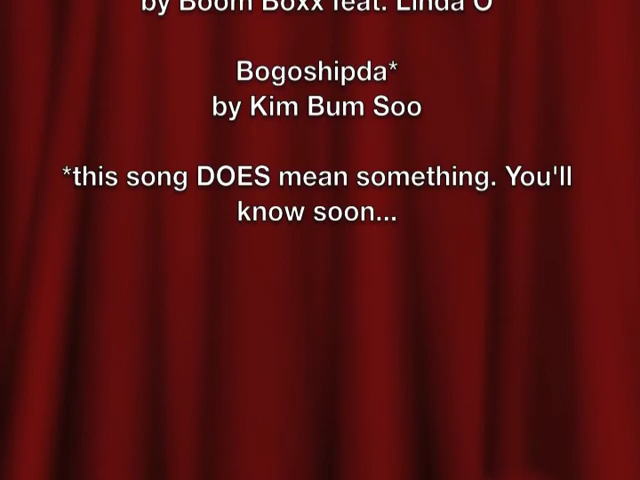 by Boom Boxx feat. Linda O
Bogoshipda*
by Kim Bum Soo
*this song DOES mean something. You'll
know soon...